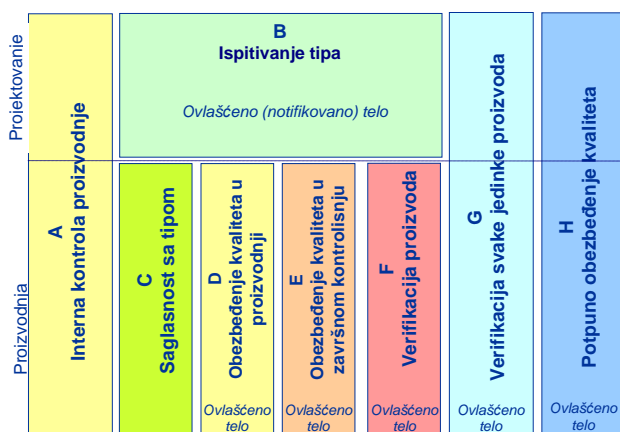 Projektovanje
Proizvodnja
A
Interna kontrola proizvodnje
B
Ispitivanje tipa
Ovlašćeno (notifikovano) telo
C
Saglasnost sa tipom
D
Obezbeđenje kvaliteta u
proizvodnji
Ovlašćeno
telo
E
Obezbeđenje kvaliteta u
završnom kontrolisnju
Ovlašćeno
telo
F
Verifikacija proizvoda
Ovlašćeno
telo
G
Verifikacija svake jedinke proizvoda
Ovlašćeno
telo
H
Potpuno obezbeđenje kvaliteta
Ovlašćeno
telo